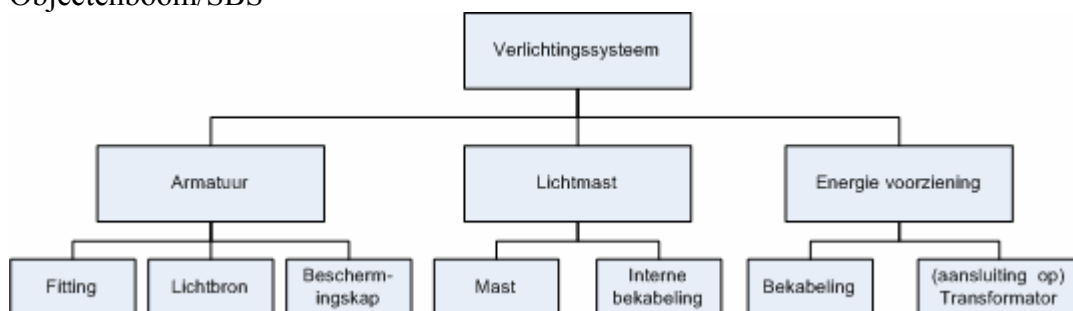 Objectenboom/SBS
Verlichtingssysteem
Armatuur
Lichtmast
Energie voorziening
Fitting
Lichtbron
Bescherm-
ingskap
Mast
Interne
bekabeling
Bekabeling
(aansluiting op)
Transformator